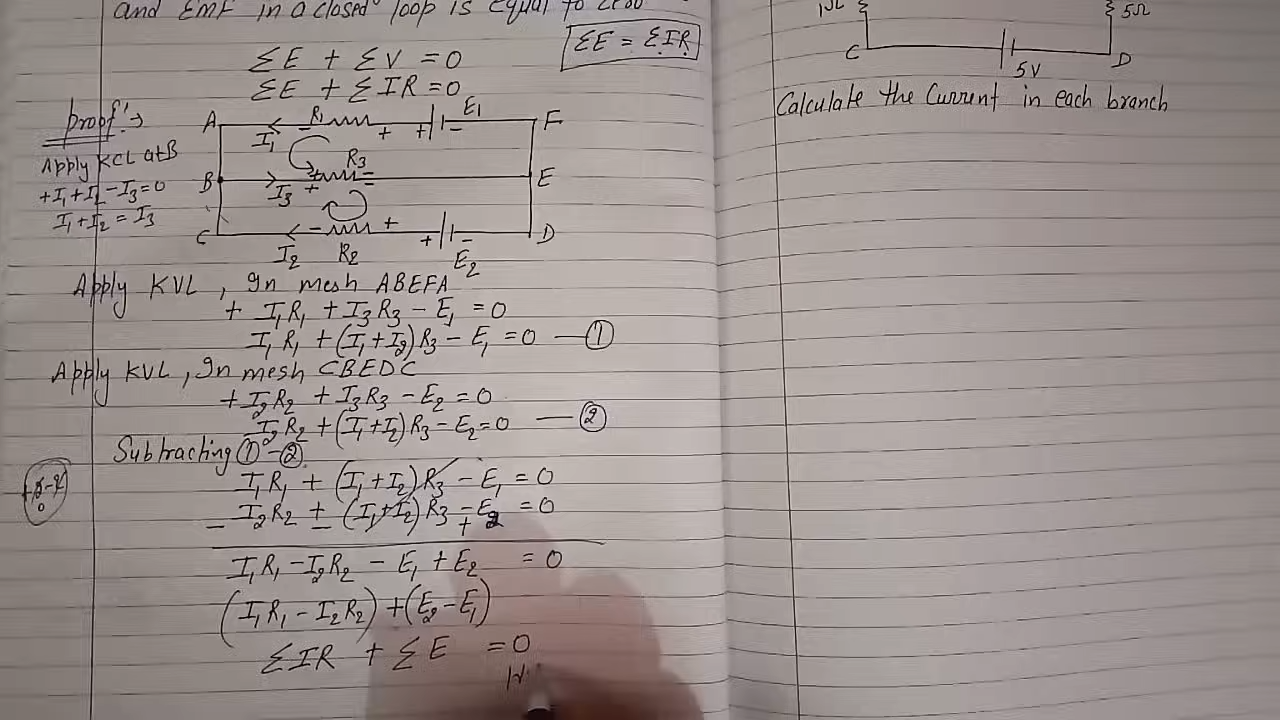 and EMF in a closed loop is equal to zero
ΣE + ΣV = 0
ΣE = ΣIR
ΣE + ΣIR = 0
Proof:→
Apply KCL at B
+I₁+I₂-I₃=0
I₁+I₂ = I₃
A I₁ - R₁ + + - E₁ F
B I₃ + R₃ - E
C I₂ - R₂ + + - E₂ D
Apply KVL, In mesh ABEFA
+ I₁R₁ + I₃R₃ - E₁ = 0
I₁R₁ + (I₁+I₂)R₃ - E₁ = 0 — ①
Apply KVL, In mesh CBEDC
+ I₂R₂ + I₃R₃ - E₂ = 0
I₂R₂ + (I₁+I₂)R₃ - E₂ = 0 — ②
Subtracting ① - ②
I₁R₁ + (I₁+I₂)R₃ - E₁ = 0
- I₂R₂ ± (I₁+I₂)R₃ - E₂ = 0
+
I₁R₁ - I₂R₂ - E₁ + E₂ = 0
(I₁R₁ - I₂R₂) + (E₂ - E₁)
ΣIR + ΣE = 0
1Ω 5Ω
C 5V D
Calculate the Current in each branch